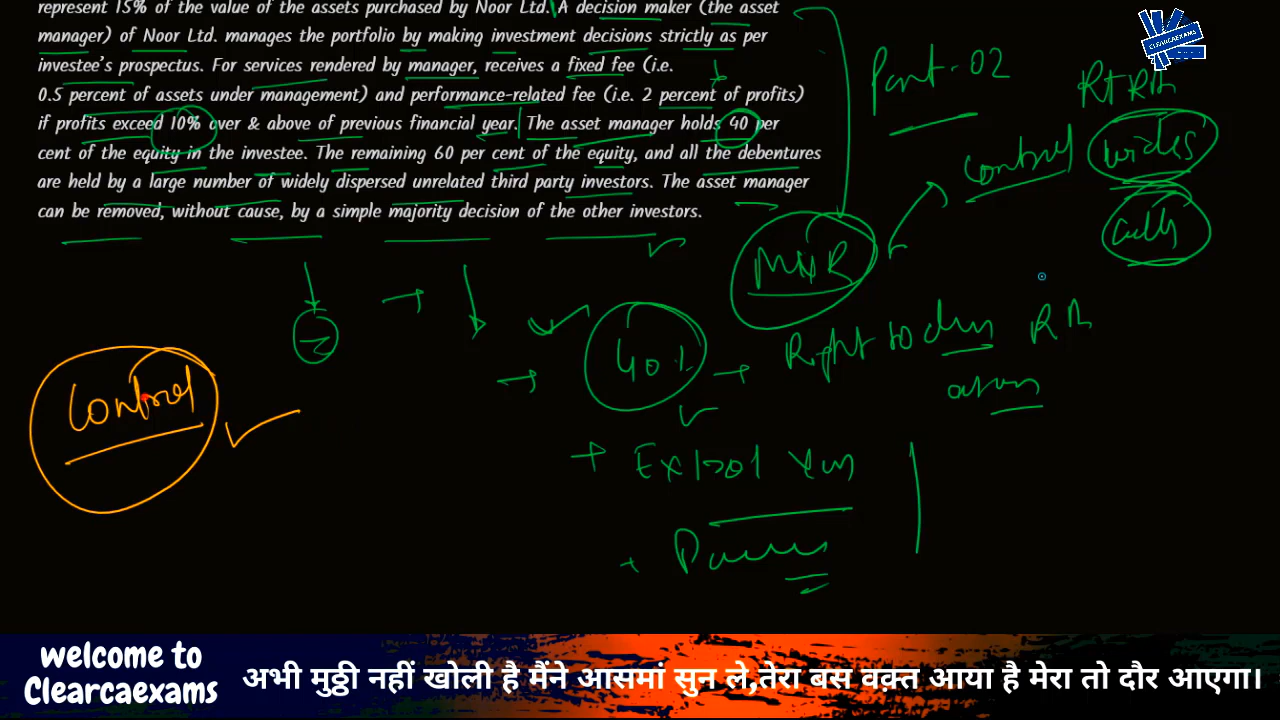 represent 15% of the value of the assets purchased by Noor Ltd. A decision maker (the asset
manager) of Noor Ltd. manages the portfolio by making investment decisions strictly as per
investee's prospectus. For services rendered by manager, receives a fixed fee (i.e.
0.5 percent of assets under management) and performance-related fee (i.e. 2 percent of profits)
if profits exceed 10% over & above of previous financial year. The asset manager holds 40 per
cent of the equity in the investee. The remaining 60 per cent of the equity, and all the debentures
are held by a large number of widely dispersed unrelated third party investors. The asset manager
can be removed, without cause, by a simple majority decision of the other investors.
CLEARCAEXAMS
Part-02
control
40%
Right to
Control
welcome to
Clearcaexams
अभी मुठ्ठी नहीं खोली है मैंने आसमां सुन ले,तेरा बस वक़्त आया है मेरा तो दौर आएगा।